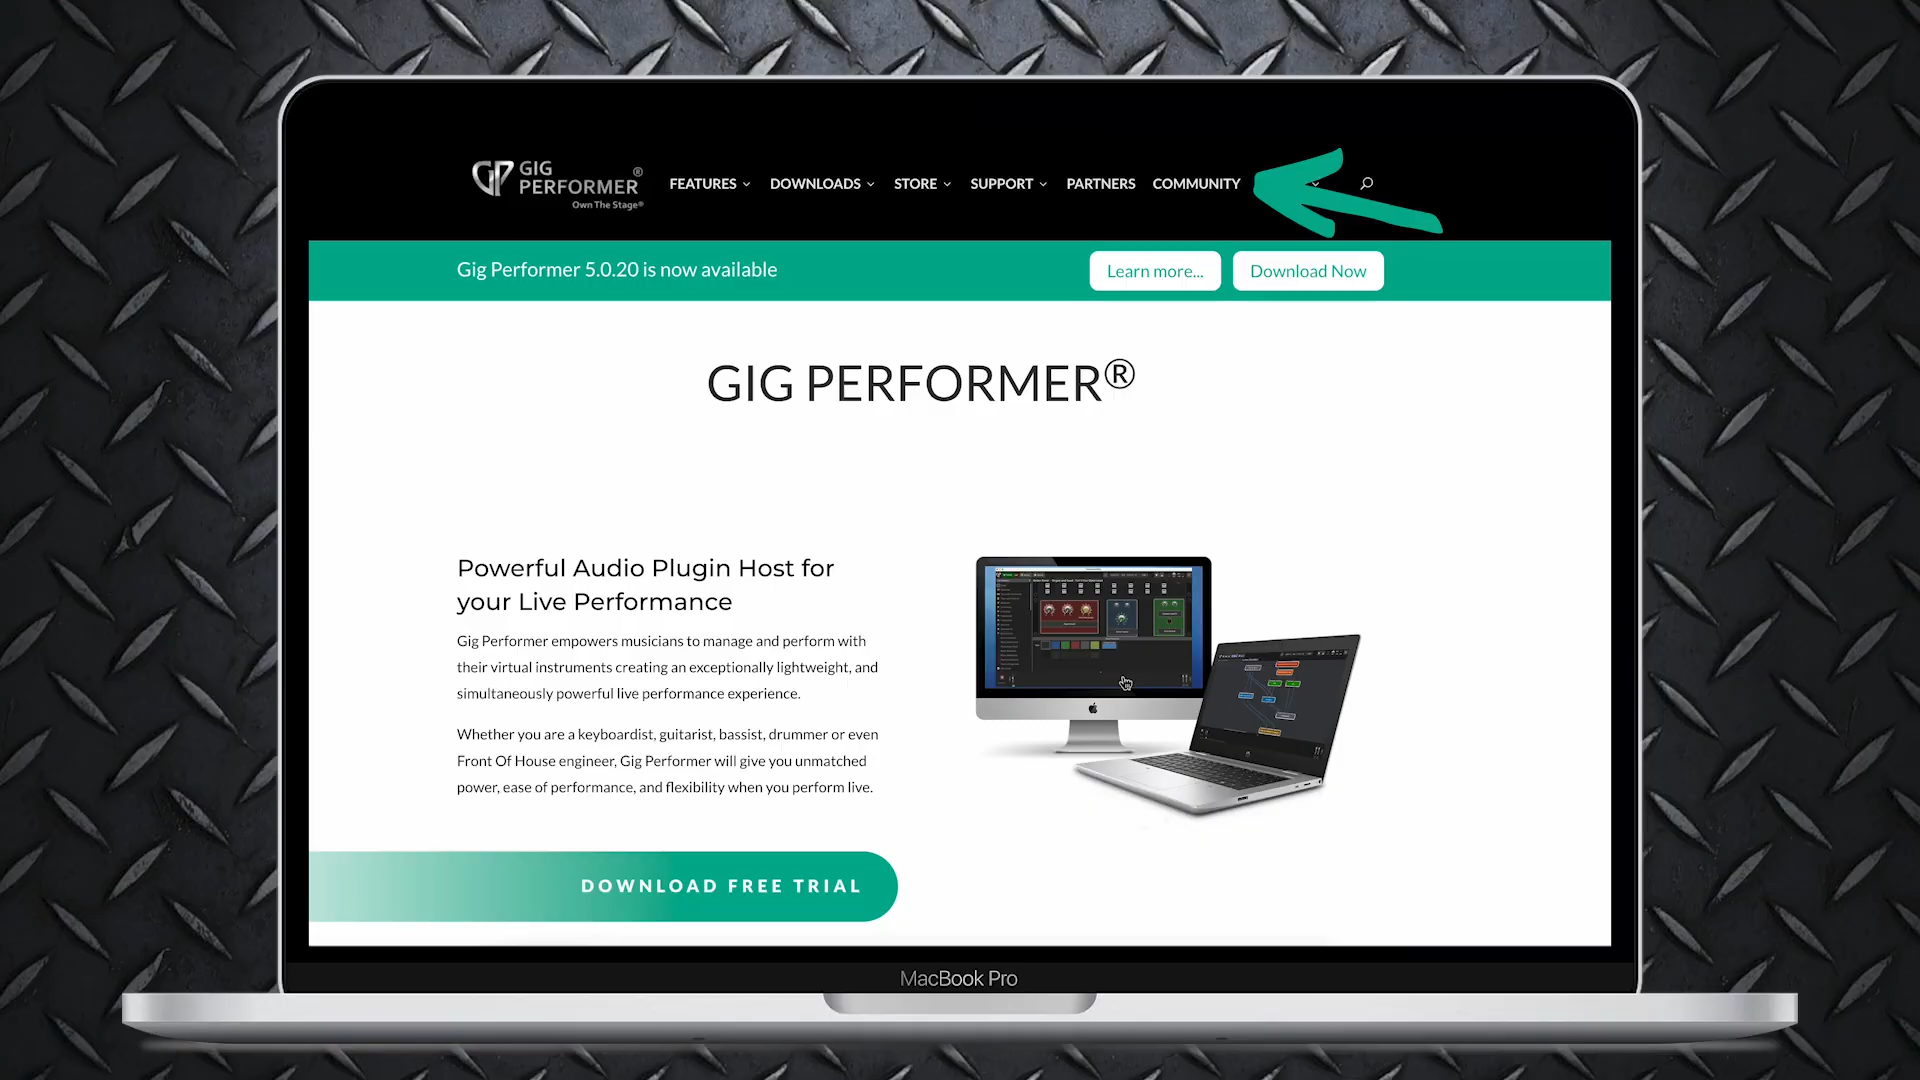 GIG
PERFORMER®
Own The Stage®
FEATURES
DOWNLOADS
STORE
SUPPORT
PARTNERS
COMMUNITY
Gig Performer 5.0.20 is now available
Learn more...
Download Now
GIG PERFORMER®
Powerful Audio Plugin Host for
your Live Performance
Gig Performer empowers musicians to manage and perform with
their virtual instruments creating an exceptionally lightweight, and
simultaneously powerful live performance experience.
Whether you are a keyboardist, guitarist, bassist, drummer or even
Front Of House engineer, Gig Performer will give you unmatched
power, ease of performance, and flexibility when you perform live.
DOWNLOAD FREE TRIAL
MacBook Pro